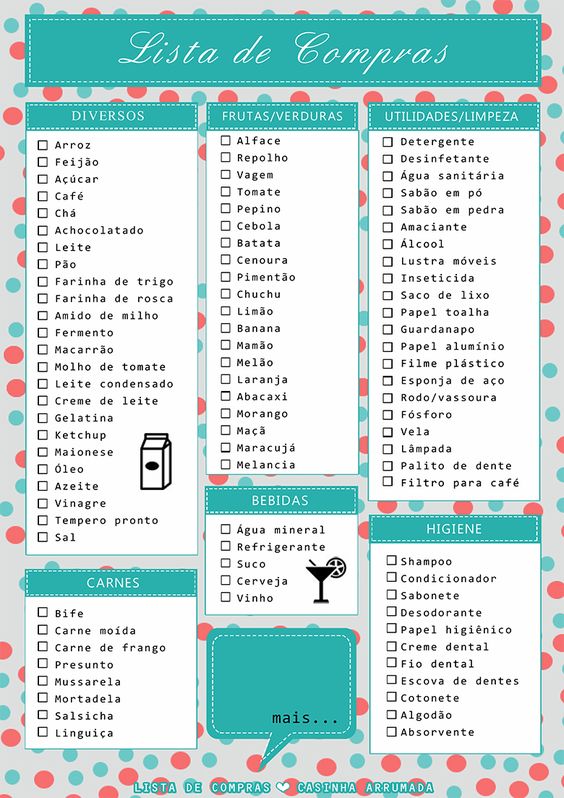 Lista de Compras
DIVERSOS
Arroz
Feijão
Açúcar
Café
Chá
Achocolatado
Leite
Pão
Farinha de trigo
Farinha de rosca
Amido de milho
Fermento
Macarrão
Molho de tomate
Leite condensado
Creme de leite
Gelatina
Ketchup
Maionese
Óleo
Azeite
Vinagre
Tempero pronto
Sal
CARNES
Bife
Carne moída
Carne de frango
Presunto
Mussarela
Mortadela
Salsicha
Linguiça
FRUTAS/VERDURAS
Alface
Repolho
Vagem
Tomate
Pepino
Cebola
Batata
Cenoura
Pimentão
Chuchu
Limão
Banana
Mamão
Melão
Laranja
Abacaxi
Morango
Maçã
Maracujá
Melancia
BEBIDAS
Água mineral
Refrigerante
Suco
Cerveja
Vinho
mais...
UTILIDADES/LIMPEZA
Detergente
Desinfetante
Água sanitária
Sabão em pó
Sabão em pedra
Amaciante
Álcool
Lustra móveis
Inseticida
Saco de lixo
Papel toalha
Guardanapo
Papel alumínio
Filme plástico
Esponja de aço
Rodo/vassoura
Fósforo
Vela
Lâmpada
Palito de dente
Filtro para café
HIGIENE
Shampoo
Condicionador
Sabonete
Desodorante
Papel higiênico
Creme dental
Fio dental
Escova de dentes
Cotonete
Algodão
Absorvente
LISTA DE COMPRAS ❤ CASINHA ARRUMADA